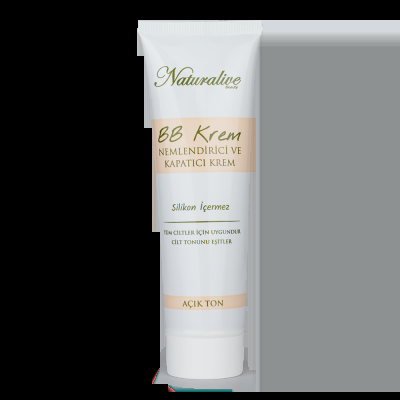 Naturalive
Beauty
BB Krem
NEMLENDİRİCİ VE
KAPATICI KREM
Silikon İçermez
TÜM CİLTLER İÇİN UYGUNDUR
CİLT TONUNU EŞİTLER
AÇIK TON